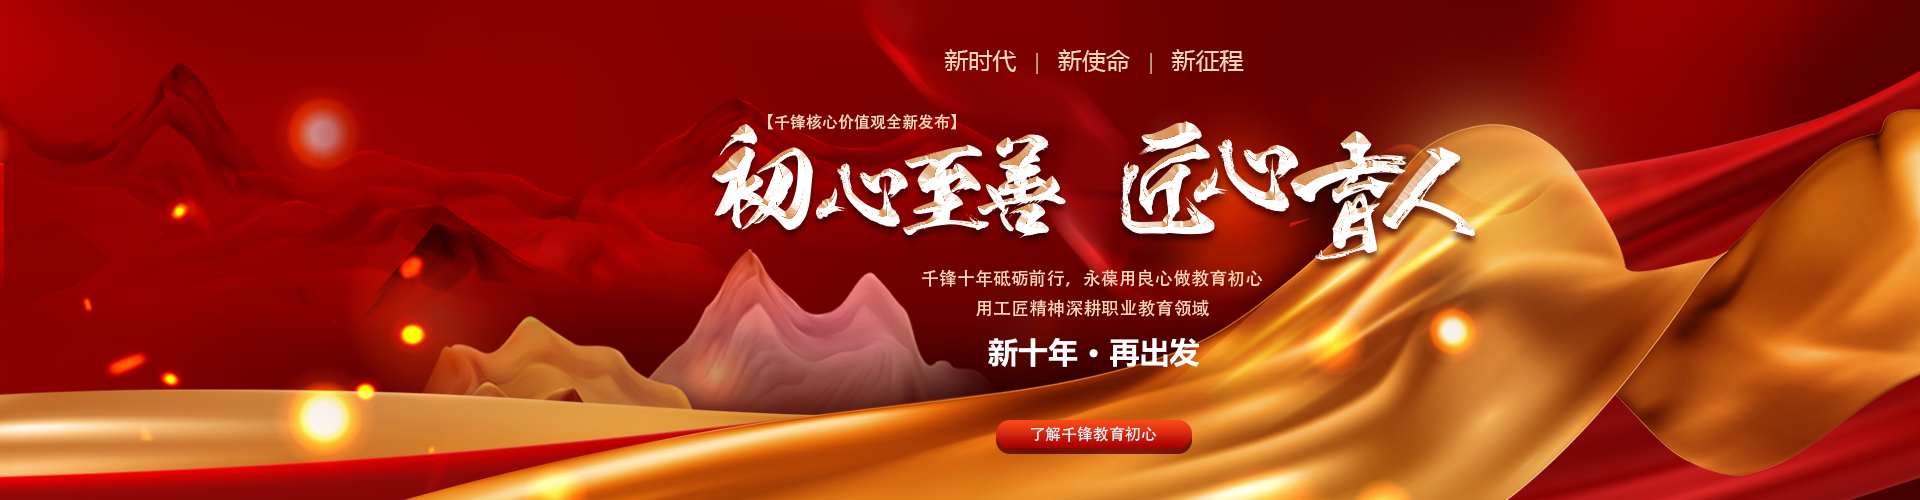 新时代 | 新使命 | 新征程
【千锋核心价值观全新发布】
初心至善 匠心育人
千锋十年砥砺前行，永葆用良心做教育初心
用工匠精神深耕职业教育领域
新十年·再出发
了解千锋教育初心